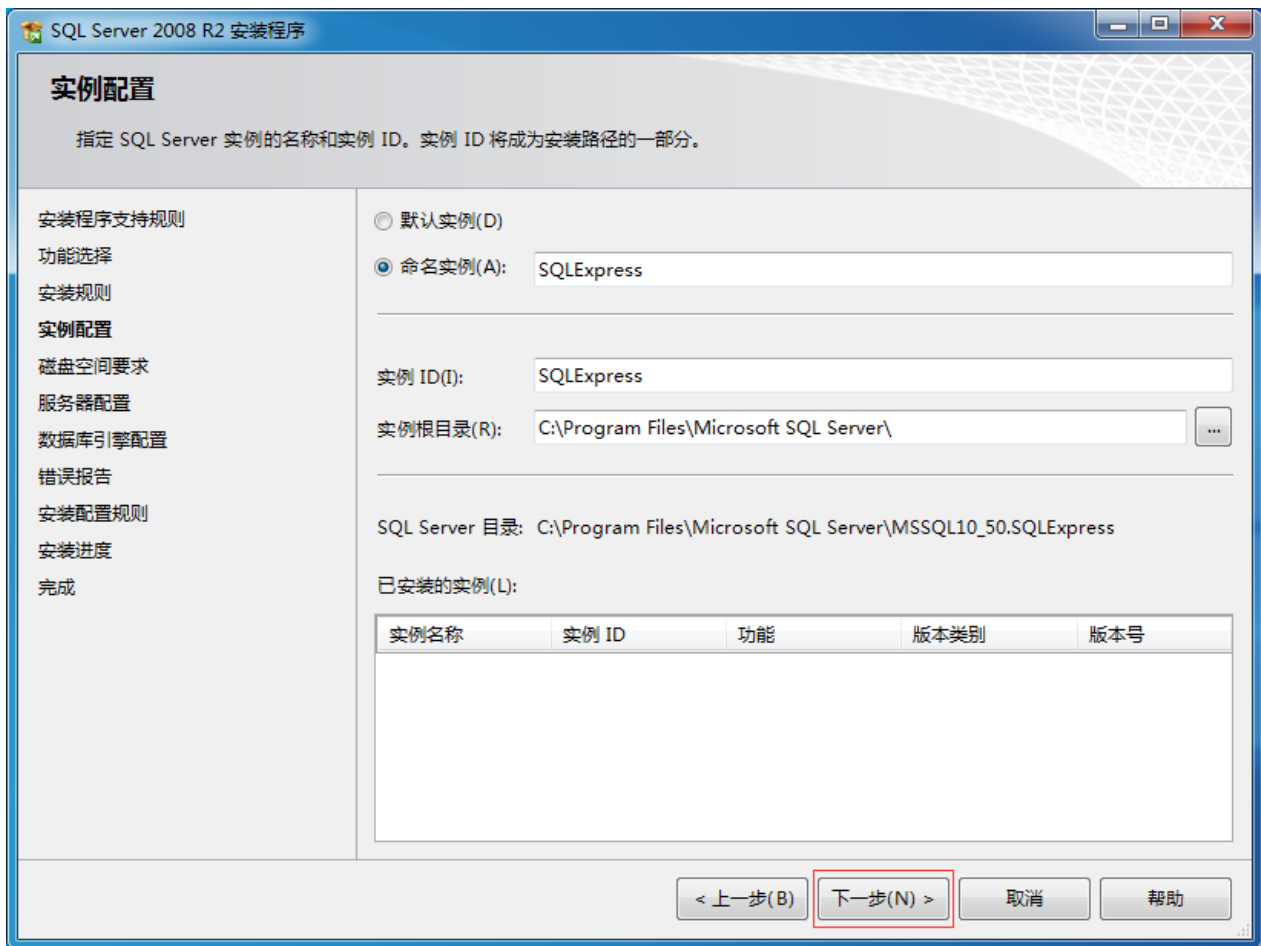 SQL Server 2008 R2 安装程序
实例配置
指定 SQL Server 实例的名称和实例 ID。实例 ID 将成为安装路径的一部分。
安装程序支持规则
功能选择
安装规则
实例配置
磁盘空间要求
服务器配置
数据库引擎配置
错误报告
安装配置规则
安装进度
完成
默认实例(D)
命名实例(A): SQLExpress
实例 ID(I): SQLExpress
实例根目录(R): C:\Program Files\Microsoft SQL Server\ ...
SQL Server 目录: C:\Program Files\Microsoft SQL Server\MSSQL10_50.SQLExpress
已安装的实例(L):
实例名称 实例 ID 功能 版本类别 版本号
< 上一步(B) 下一步(N) > 取消 帮助